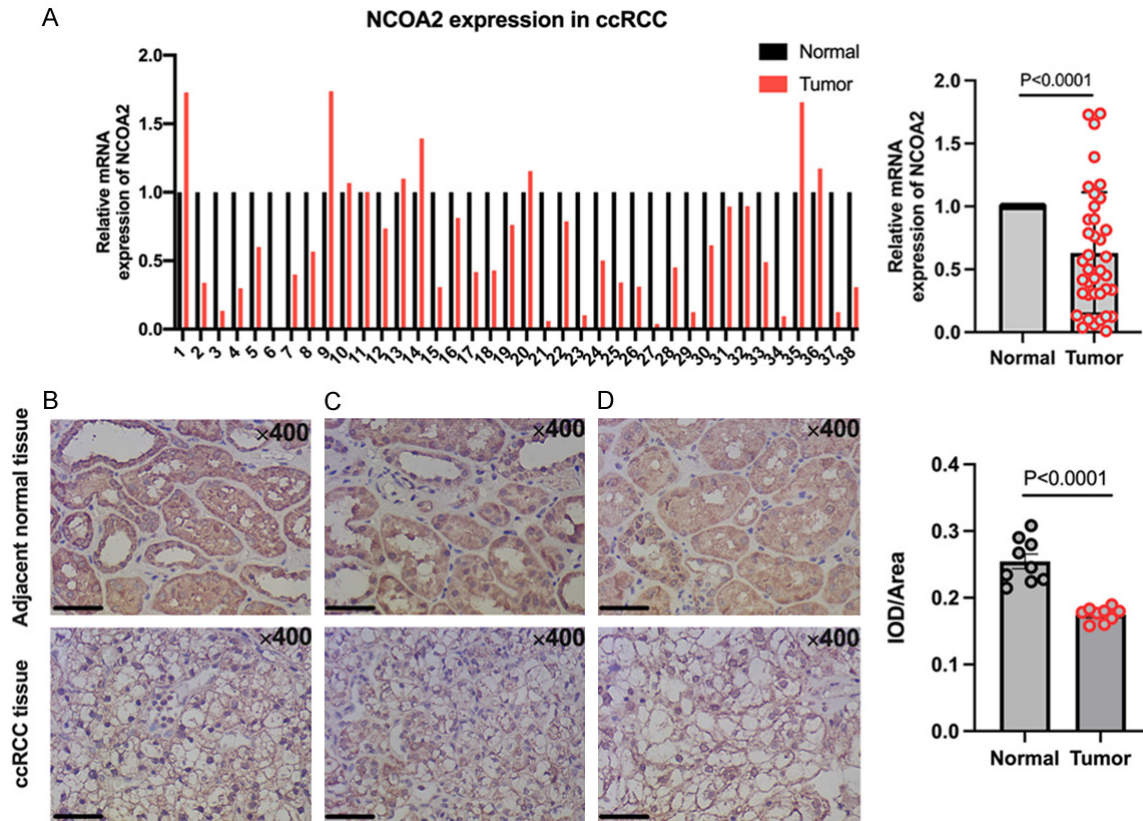 A
NCOA2 expression in ccRCC
Normal
Tumor
Relative mRNA
expression of NCOA2
2.0
1.5
1.0
0.5
0.0
1 2 3 4 5 6 7 8 9 10 11 12 13 14 15 16 17 18 19 20 21 22 23 24 25 26 27 28 29 30 31 32 33 34 35 36 37 38
P<0.0001
Relative mRNA
expression of NCOA2
2.0
1.5
1.0
0.5
0.0
Normal Tumor
B C D
Adjacent normal tissue
×400 ×400 ×400
ccRCC tissue
×400 ×400 ×400
P<0.0001
IOD/Area
0.4
0.3
0.2
0.1
0.0
Normal Tumor